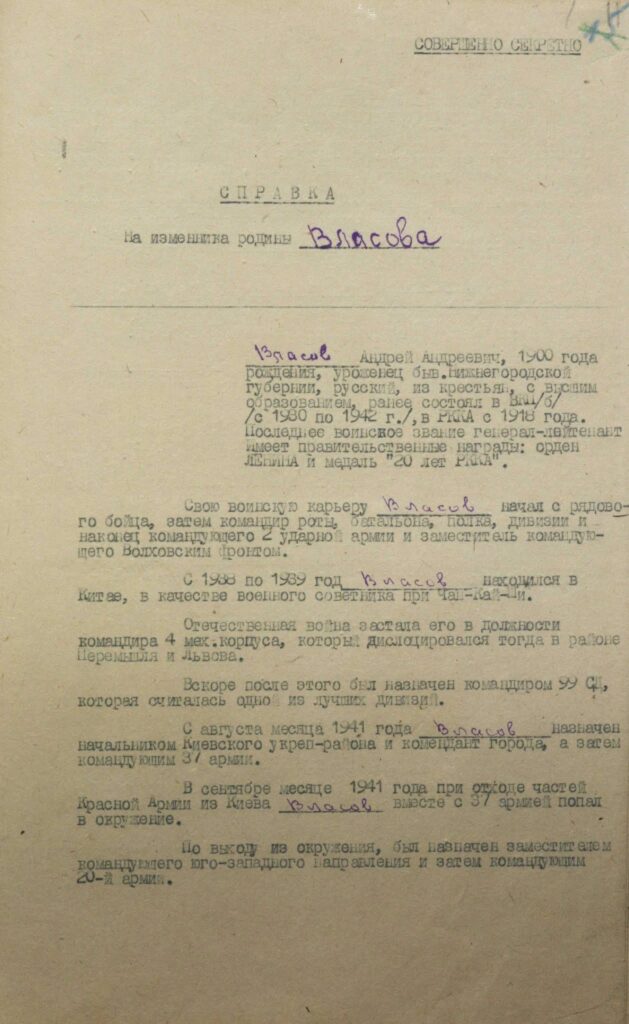 СОВЕРШЕННО СЕКРЕТНО
СПРАВКА
На изменника родины Власова
Власов Андрей Андреевич, 1900 года
рождения, уроженец быв.Нижнегородской
губернии, русский, из крестьян, с высшим
образованием, ранее состоял в ВКП/б/
/с 1930 по 1942 г./, в РККА с 1918 года.
Последнее воинское звание генерал-лейтенант
имеет правительственные награды: орден
ЛЕНИНА и медаль "20 лет РККА".
Свою воинскую карьеру Власов начал с рядово-
го бойца, затем командир роты, батальона, полка, дивизии и
наконец командующего 2 ударной армии и заместитель командую-
щего Волховским фронтом.
С 1938 по 1939 год Власов находился в
Китае, в качестве военного советника при Чан-Кай-Ши.
Отечественная война застала его в должности
командира 4 мех.корпуса, который дислоцировался тогда в районе
Перемышля и Львова.
Вскоре после этого был назначен командиром 99 СД,
которая считалась одной из лучших дивизий.
С августа месяца 1941 года Власов назначен
начальником Киевского укреп-района и комендант города, а затем
командующим 37 армии.
В сентябре месяце 1941 года при отходе частей
Красной Армии из Киева Власов вместе с 37 армией попал
в окружение.
По выходу из окружения, был назначен заместителем
командующего юго-западного направления и затем командующим
20-й армии.